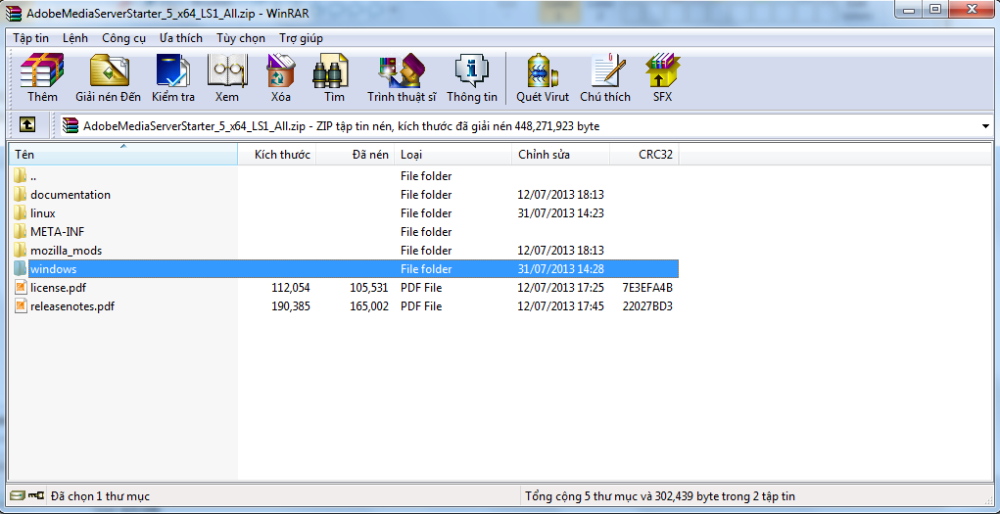 AdobeMediaServerStarter_5_x64_LS1_All.zip - WinRAR
Tập tin Lệnh Công cụ Ưa thích Tùy chọn Trợ giúp
Thêm Giải nén Đến Kiểm tra Xem Xóa Tìm Trình thuật sĩ Thông tin Quét Virut Chú thích SFX
AdobeMediaServerStarter_5_x64_LS1_All.zip - ZIP tập tin nén, kích thước đã giải nén 448,271,923 byte
Tên Kích thước Đã nén Loại Chỉnh sửa CRC32
.. File folder
documentation File folder 12/07/2013 18:13
linux File folder 31/07/2013 14:23
META-INF File folder
mozilla_mods File folder 12/07/2013 18:13
windows File folder 31/07/2013 14:28
license.pdf 112,054 105,531 PDF File 12/07/2013 17:25 7E3EFA4B
releasenotes.pdf 190,385 165,002 PDF File 12/07/2013 17:45 22027BD3
Đã chọn 1 thư mục Tổng cộng 5 thư mục và 302,439 byte trong 2 tập tin